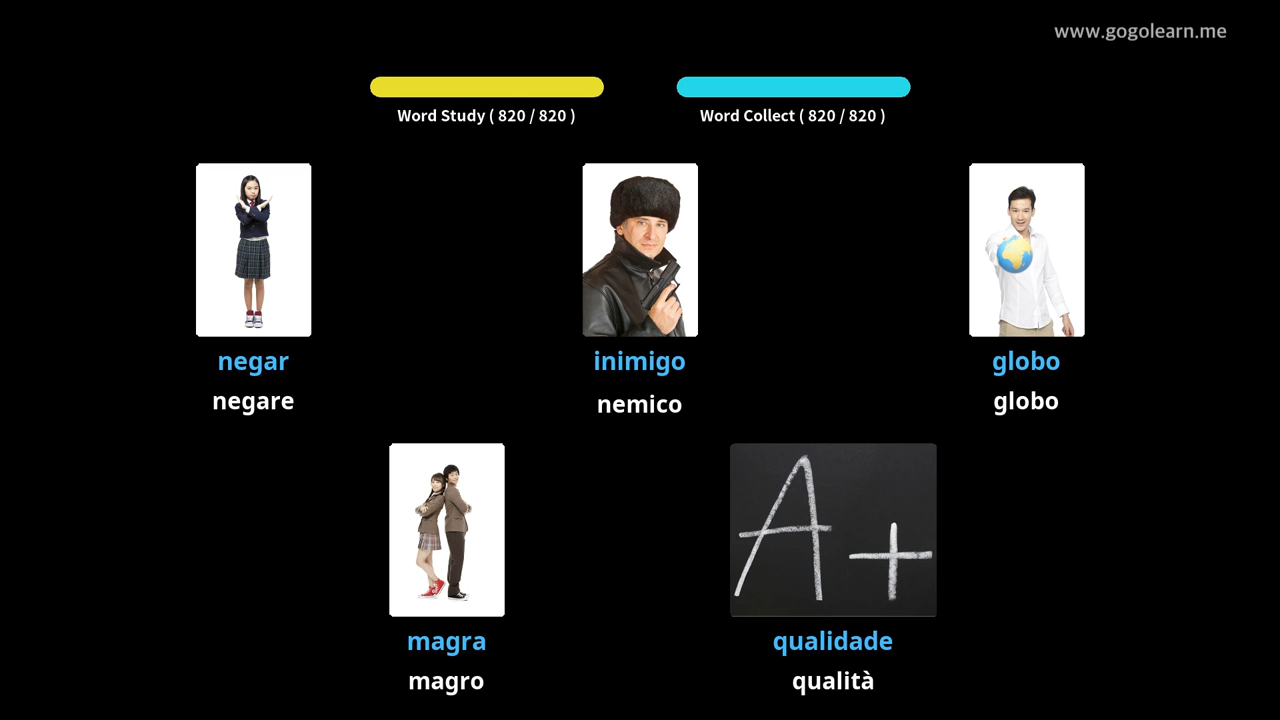 www.gogolearn.me
Word Study ( 820 / 820 )
Word Collect ( 820 / 820 )
negar
negare
inimigo
nemico
globo
globo
A+
magra
magro
qualidade
qualità